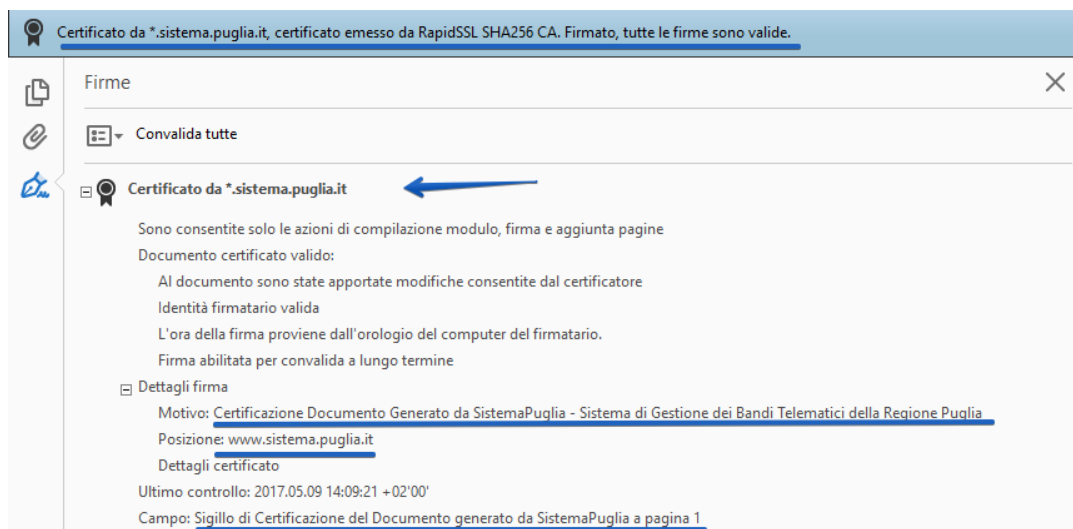 Certificato da *.sistema.puglia.it, certificato emesso da RapidSSL SHA256 CA. Firmato, tutte le firme sono valide.
Firme
Convalida tutte
Certificato da *.sistema.puglia.it
Sono consentite solo le azioni di compilazione modulo, firma e aggiunta pagine
Documento certificato valido:
Al documento sono state apportate modifiche consentite dal certificatore
Identità firmatario valida
L'ora della firma proviene dall'orologio del computer del firmatario.
Firma abilitata per convalida a lungo termine
Dettagli firma
Motivo: Certificazione Documento Generato da SistemaPuglia - Sistema di Gestione dei Bandi Telematici della Regione Puglia
Posizione: www.sistema.puglia.it
Dettagli certificato
Ultimo controllo: 2017.05.09 14:09:21 +02'00'
Campo: Sigillo di Certificazione del Documento generato da SistemaPuglia a pagina 1